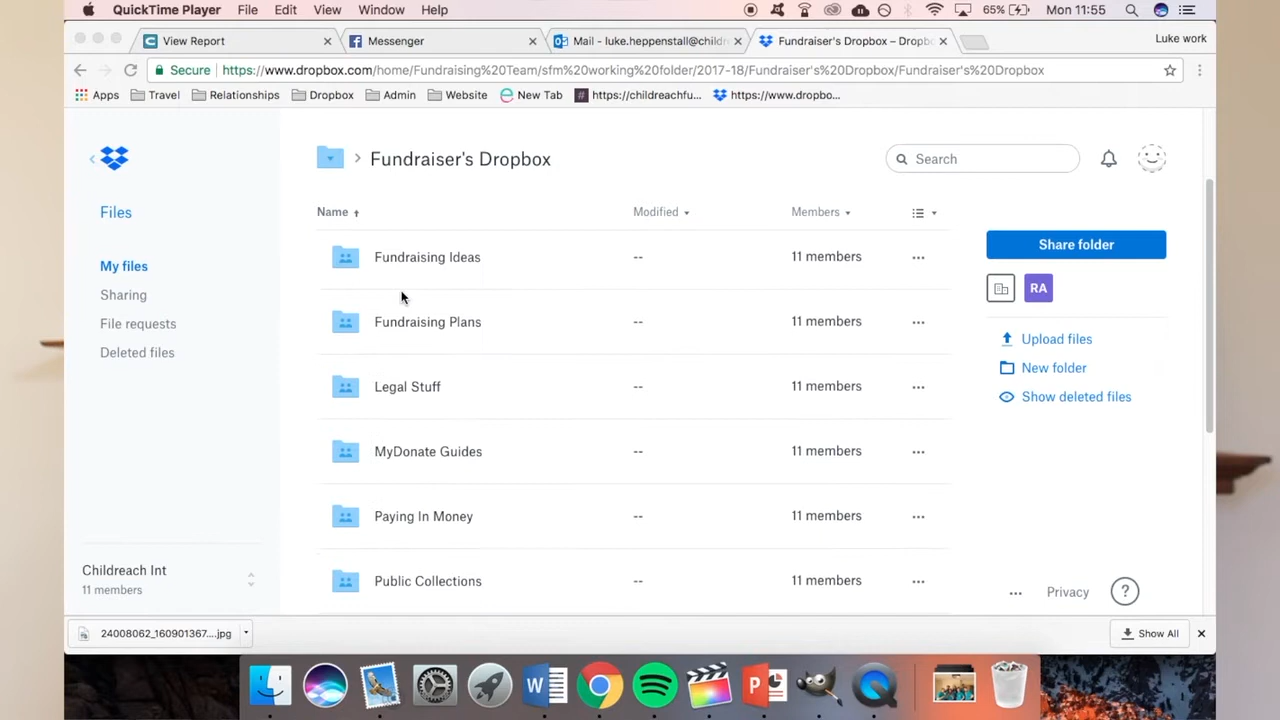 QuickTime Player File Edit View Window Help 65% Mon 11:55
View Report Messenger Mail - luke.heppenstall@childr Fundraiser's Dropbox – Dropb Luke work
Secure https://www.dropbox.com/home/Fundraising%20Team/sfm%20working%20folder/2017-18/Fundraiser's%20Dropbox/Fundraiser's%20Dropbox
Apps Travel Relationships Dropbox Admin Website New Tab https://childreachfu... https://www.dropbo...
Fundraiser's Dropbox Search
Files
Name Modified Members
My files
Sharing
File requests
Deleted files
Fundraising Ideas -- 11 members ...
Fundraising Plans -- 11 members ...
Legal Stuff -- 11 members ...
MyDonate Guides -- 11 members ...
Paying In Money -- 11 members ...
Public Collections -- 11 members ...
Share folder
RA
Upload files
New folder
Show deleted files
Childreach Int
11 members
... Privacy ?
24008062_160901367....jpg Show All